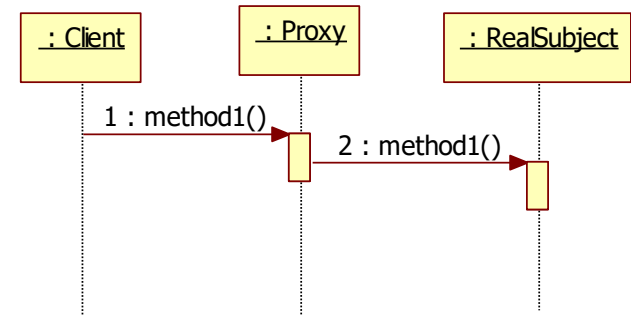 : Client
: Proxy
: RealSubject
1 : method1()
2 : method1()